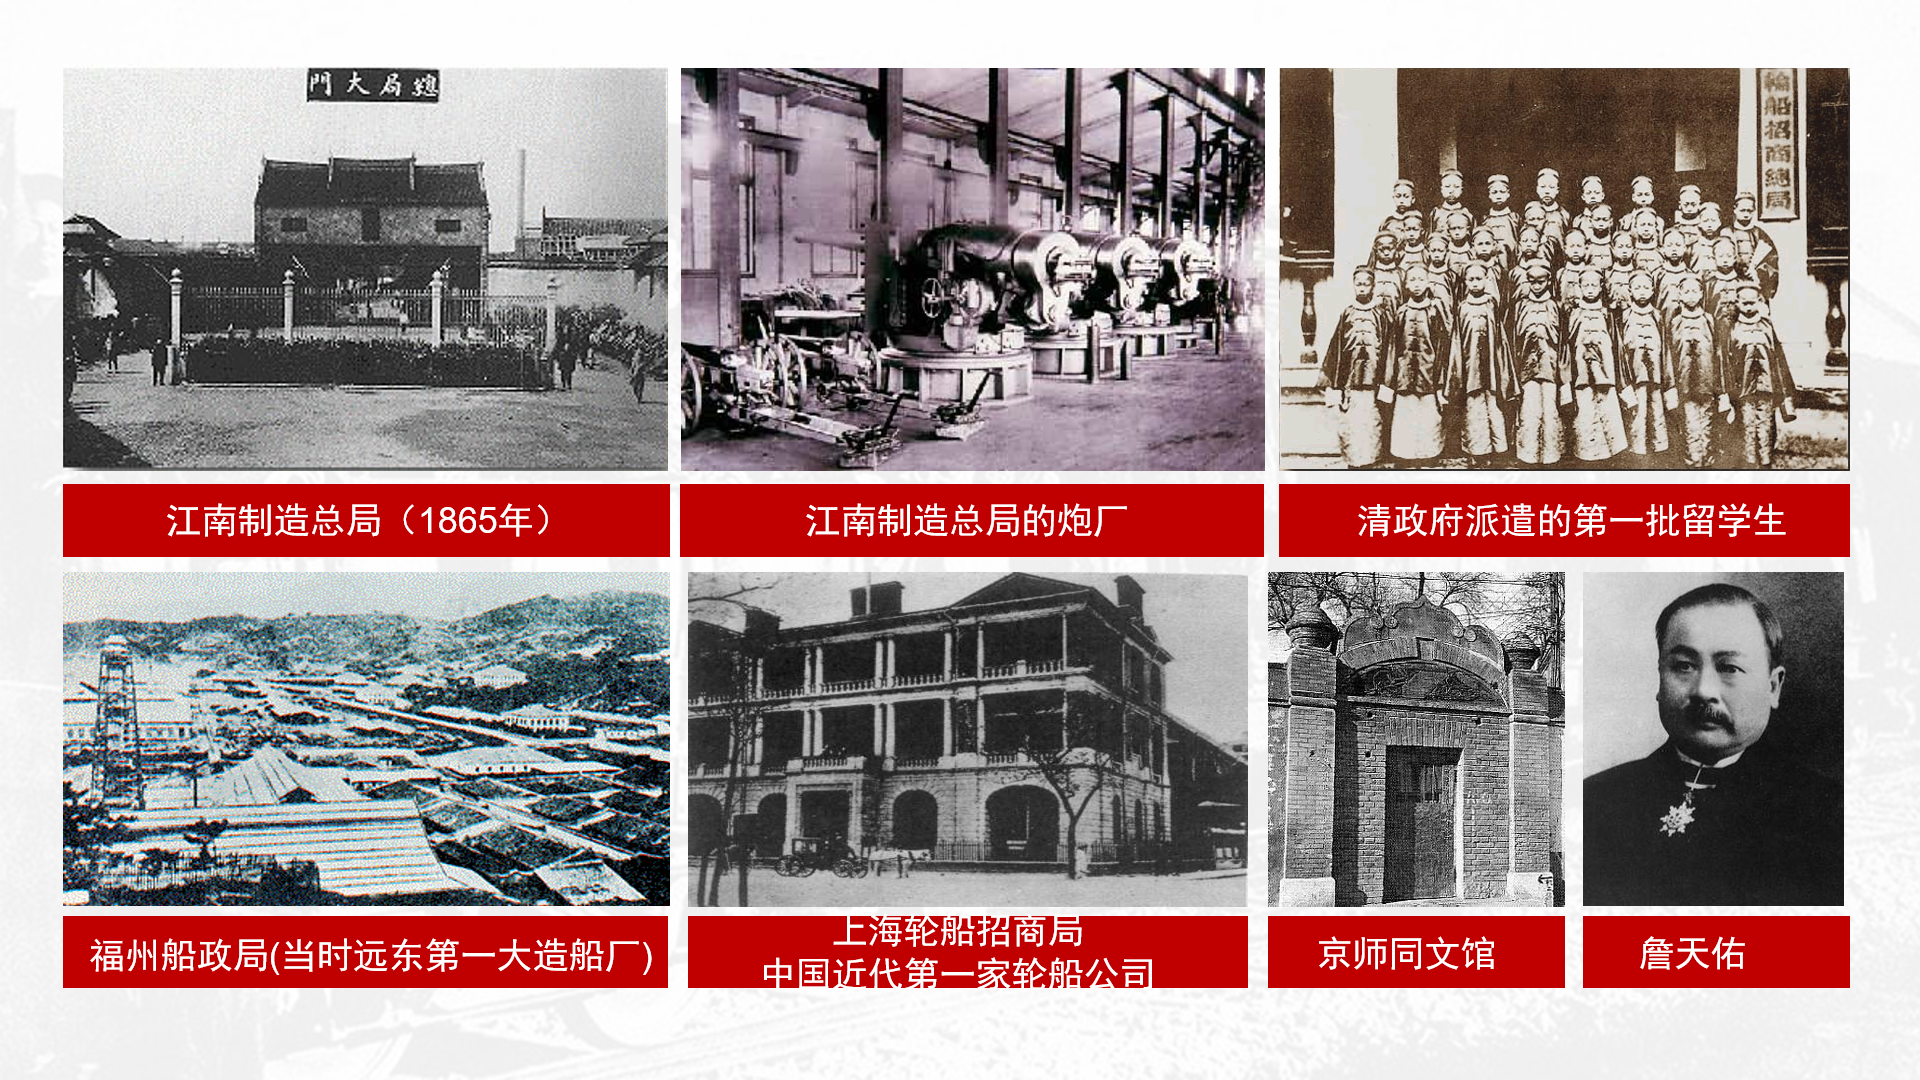 門大局總
輪船招商總局
江南制造总局（1865年）
江南制造总局的炮厂
清政府派遣的第一批留学生
福州船政局(当时远东第一大造船厂)
上海轮船招商局
中国近代第一家轮船公司
京师同文馆
詹天佑